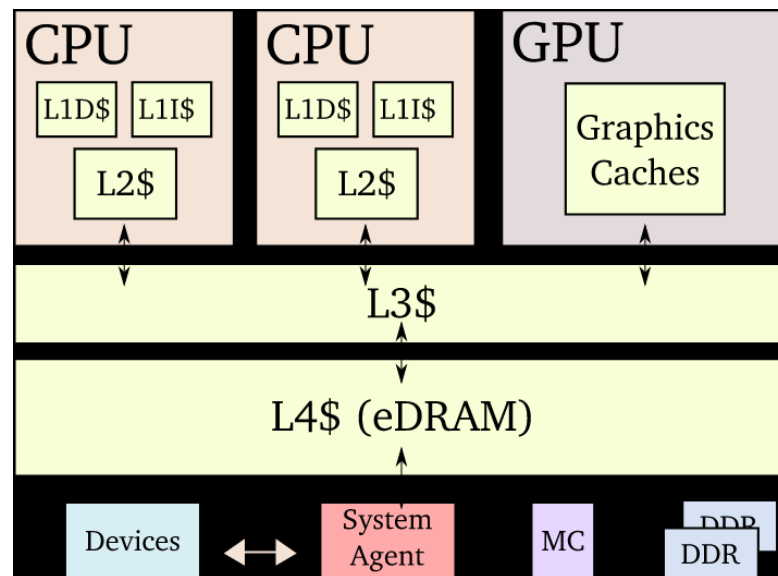 CPU
CPU
GPU
L1D$ L1I$
L2$
L1D$ L1I$
L2$
Graphics
Caches
L3$
L4$ (eDRAM)
Devices
System
Agent
MC
DDR
DDR